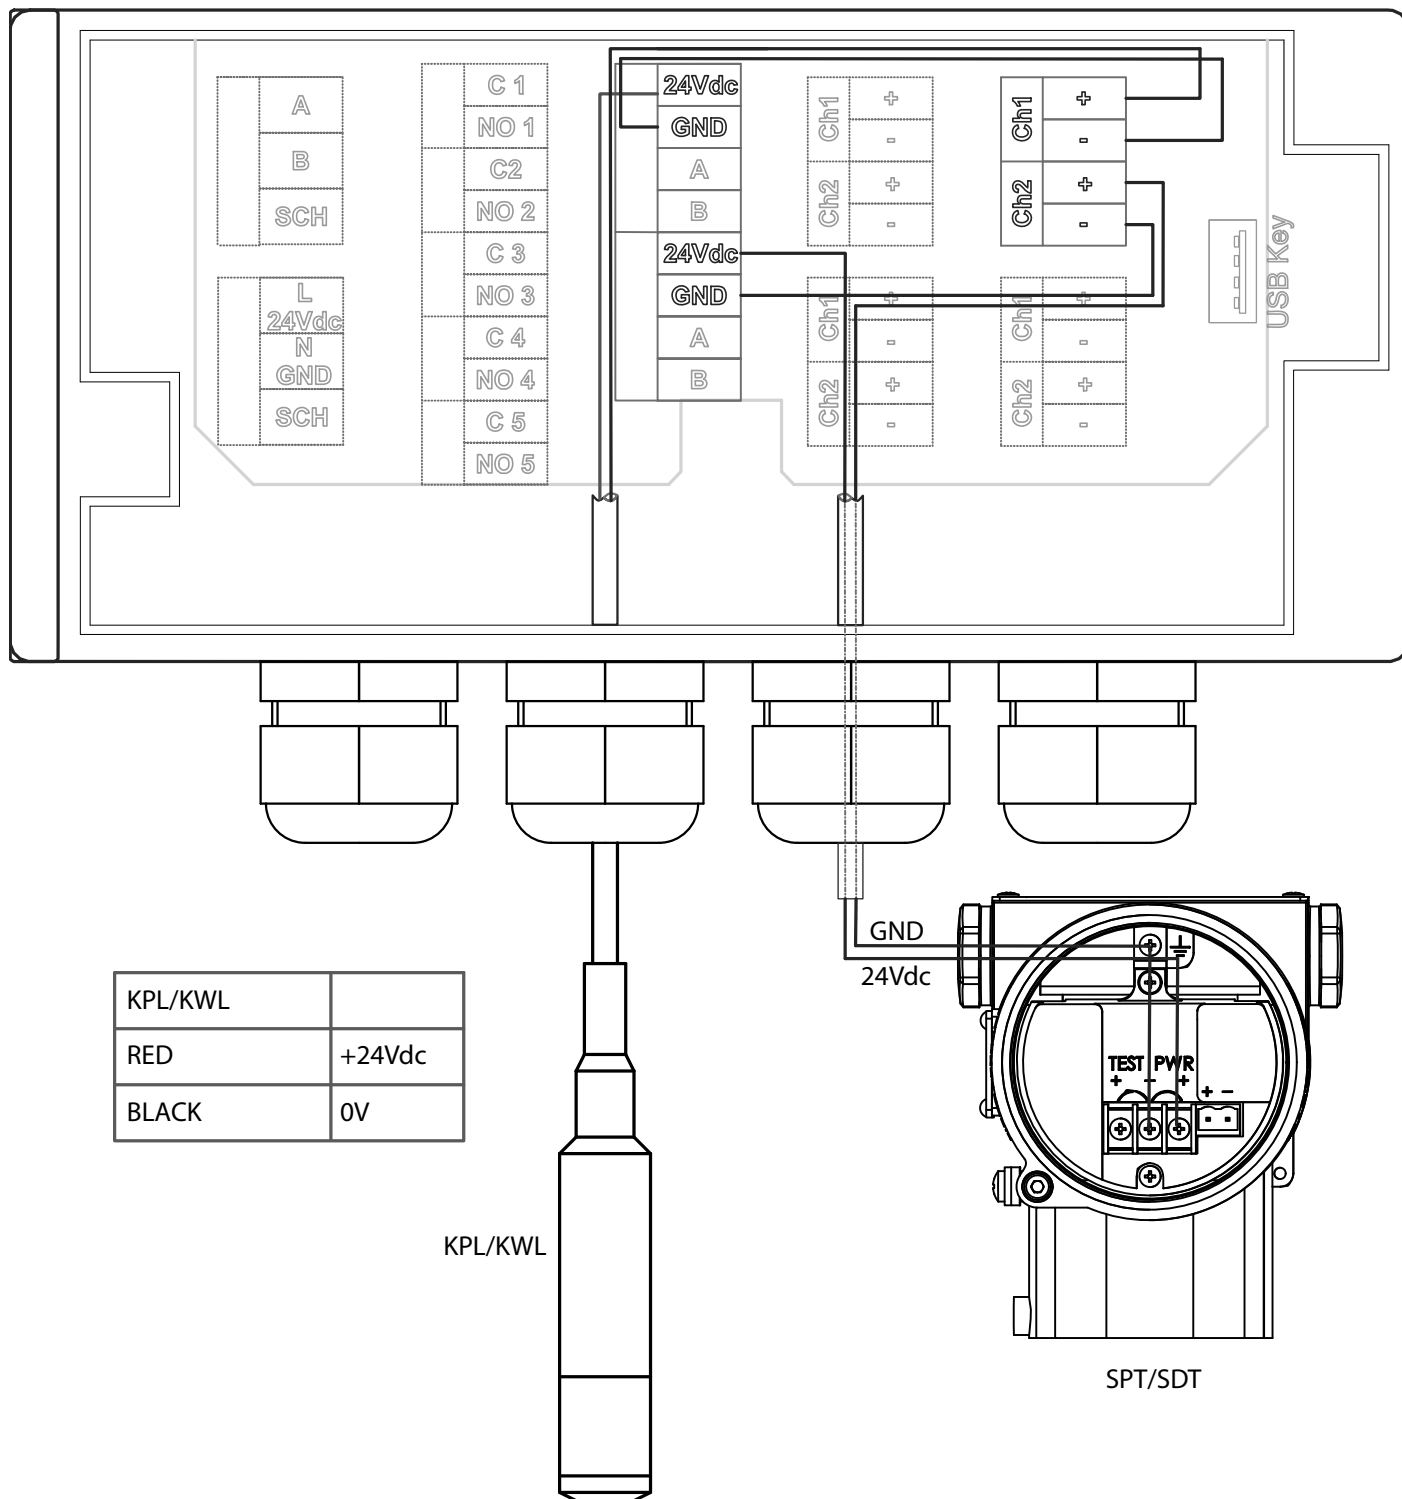 A
B
SCH
L
24Vdc
N
GND
SCH
C 1
NO 1
C2
NO 2
C 3
NO 3
C 4
NO 4
C 5
NO 5
24Vdc
GND
A
B
24Vdc
GND
A
B
Ch1
+
-
Ch2
+
-
Ch1
+
-
Ch2
+
-
Ch1
+
-
Ch2
+
-
Ch1
+
-
Ch2
+
-
USB Key
GND
24Vdc
TEST PWR
+ - + + -
KPL/KWL
RED +24Vdc
BLACK 0V
KPL/KWL
SPT/SDT